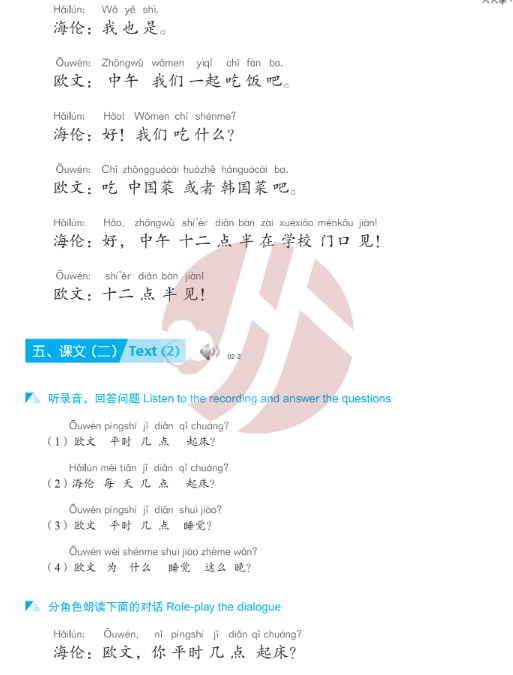 Hǎilún: Wǒ yě shì.
海伦：我也是。
Ōuwén: Zhōngwǔ wǒmen yìqǐ chī fàn ba.
欧文：中午 我们一起吃饭吧。
Hǎilún: Hǎo! Wǒmen chī shénme?
海伦：好！我们吃什么？
Ōuwén: Chī zhōngguócài huòzhě hánguócài ba.
欧文：吃 中国菜 或者 韩国菜 吧。
Hǎilún: Hǎo, zhōngwǔ shí'èr diǎn bàn zài xuéxiào ménkǒu jiàn!
海伦：好，中午 十二 点 半 在 学校 门口 见！
Ōuwén: shí'èr diǎn bàn jiàn!
欧文：十二 点 半 见！
五、课文（二） Text (2) 02-2
听录音，回答问题 Listen to the recording and answer the questions
Ōuwén píngshí jǐ diǎn qǐ chuáng?
（1）欧文 平时 几 点 起床？
Hǎilún měi tiān jǐ diǎn qǐ chuáng?
（2）海伦 每 天 几 点 起床？
Ōuwén píngshí jǐ diǎn shuì jiào?
（3）欧文 平时 几 点 睡觉？
Ōuwén wèi shénme shuì jiào zhème wǎn?
（4）欧文 为 什么 睡觉 这么 晚？
分角色朗读下面的对话 Role-play the dialogue
Hǎilún: Ōuwén, nǐ píngshí jǐ diǎn qǐ chuáng?
海伦：欧文，你 平时 几 点 起床？